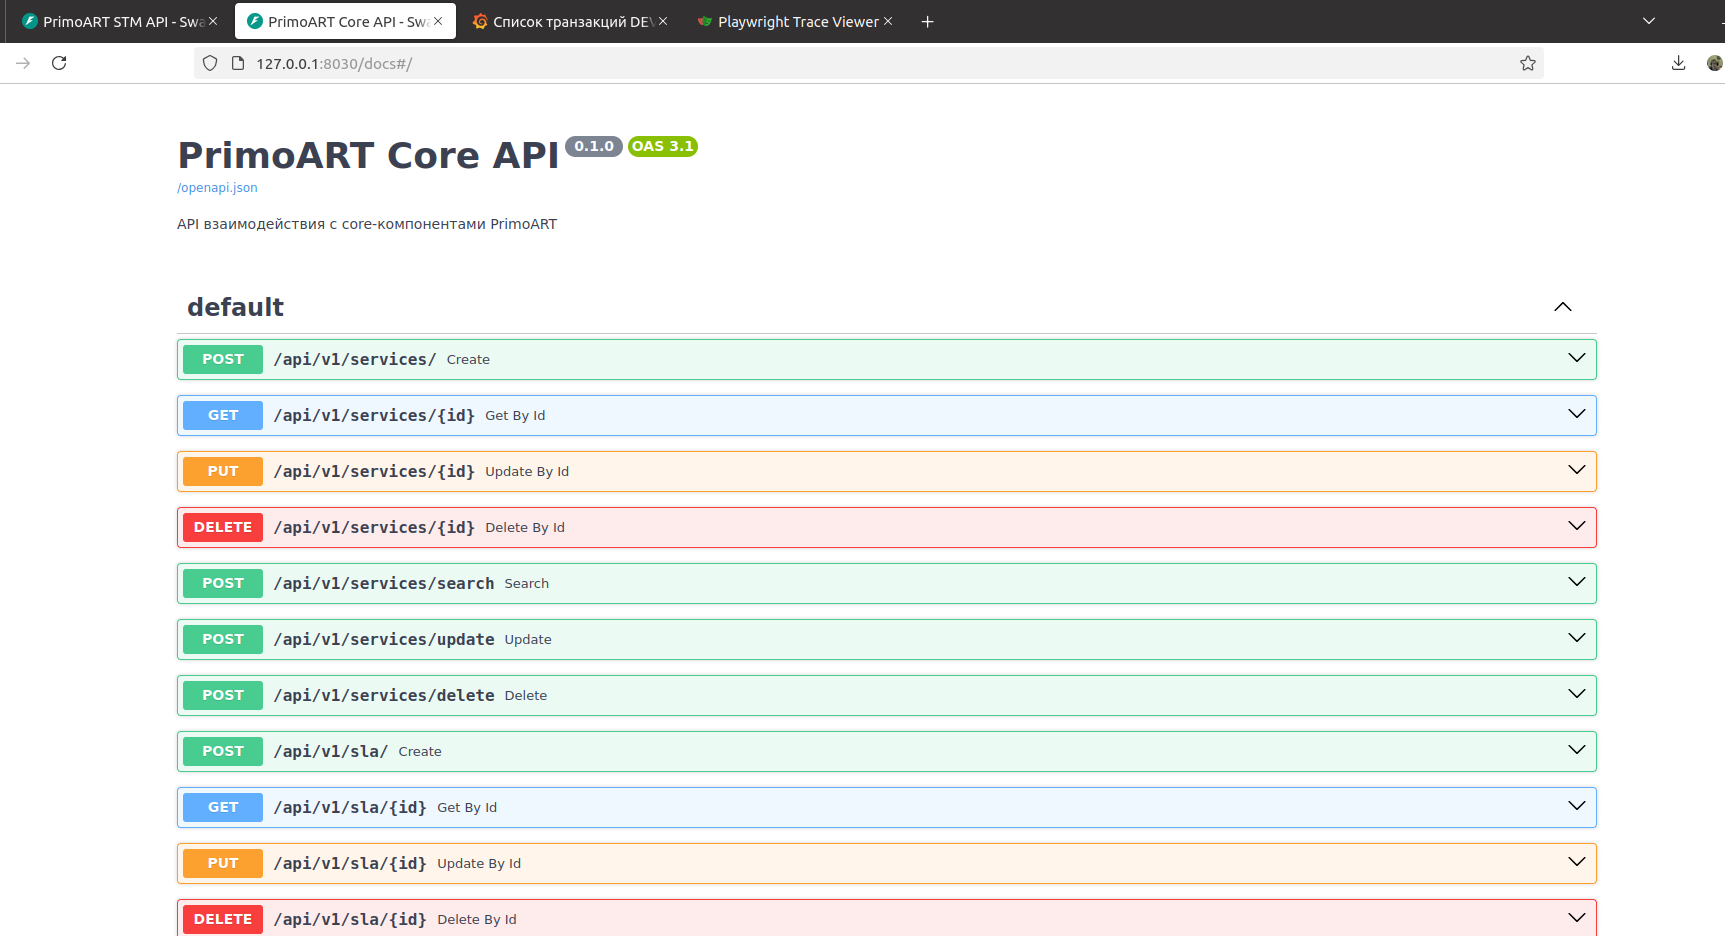 PrimoART STM API - Swa
PrimoART Core API - Swa
Список транзакций DEV
Playwright Trace Viewer
127.0.0.1:8030/docs#/
PrimoART Core API 0.1.0 OAS 3.1
/openapi.json
API взаимодействия с core-компонентами PrimoART
default
POST /api/v1/services/ Create
GET /api/v1/services/{id} Get By Id
PUT /api/v1/services/{id} Update By Id
DELETE /api/v1/services/{id} Delete By Id
POST /api/v1/services/search Search
POST /api/v1/services/update Update
POST /api/v1/services/delete Delete
POST /api/v1/sla/ Create
GET /api/v1/sla/{id} Get By Id
PUT /api/v1/sla/{id} Update By Id
DELETE /api/v1/sla/{id} Delete By Id